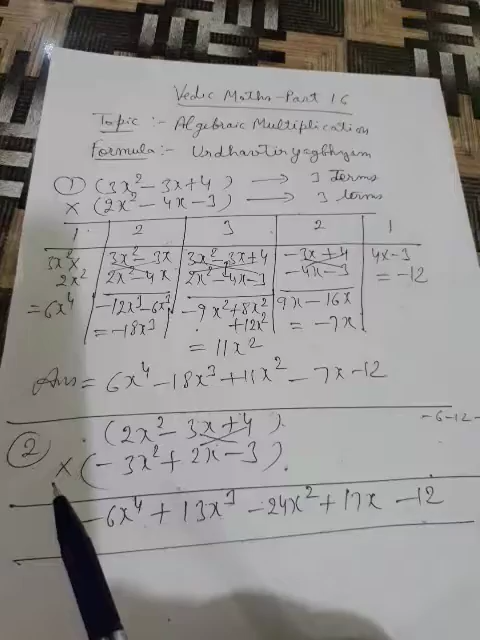 Vedic Maths-Part 16
Topic :- Algebraic Multiplication
Formula :- Urdhavtiryagbhyam
① (3x² - 3x + 4) → 3 Terms
× (2x² - 4x - 3) → 3 terms
1 2 3 2 1
3x² × 3x² - 3x 3x² - 3x + 4 - 3x + 4 4x - 3
2x² 2x² - 4x 2x² - 4x - 3 - 4x - 3 = -12
= 6x⁴ -12x³ - 6x³ - 9x² + 8x² 9x - 16x
= -18x³ + 12x² = -7x
= 11x²
Ans = 6x⁴ - 18x³ + 11x² - 7x - 12
② (2x² - 3x + 4). - 6 - 12 -
× (- 3x² + 2x - 3).
- 6x⁴ + 13x³ - 24x² + 17x - 12